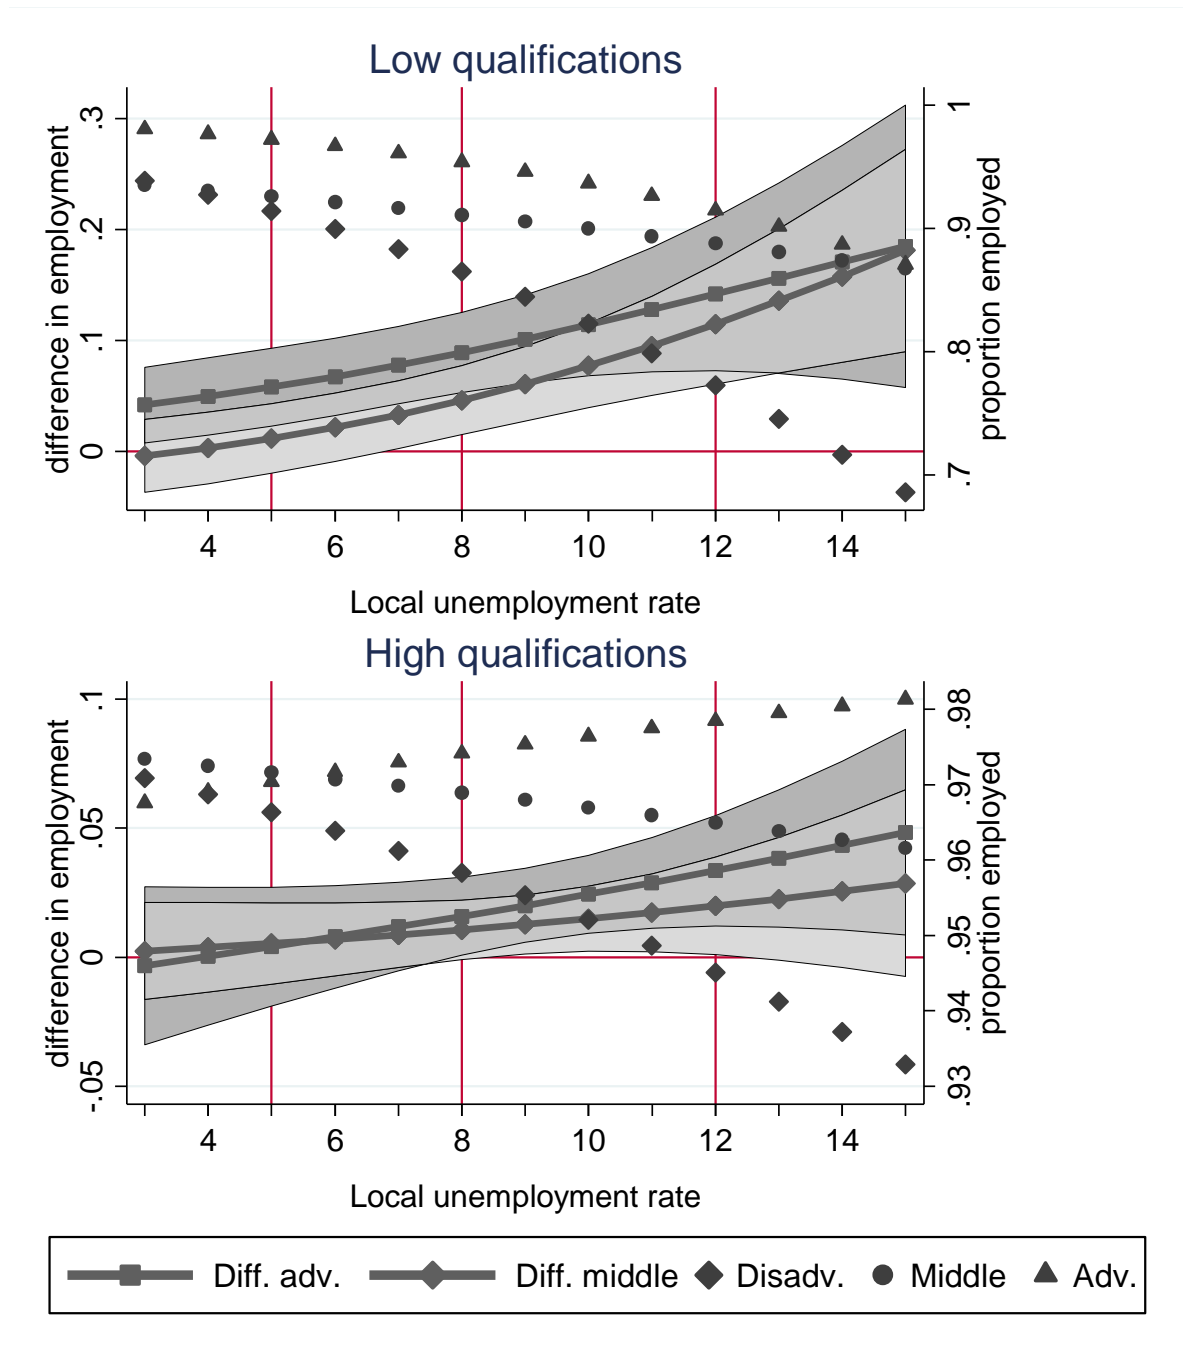 Low qualifications
difference in employment
0 .1 .2 .3
.7 .8 .9 1
proportion employed
4 6 8 10 12 14
Local unemployment rate
High qualifications
difference in employment
-.05 0 .05 .1
.93 .94 .95 .96 .97 .98
proportion employed
4 6 8 10 12 14
Local unemployment rate
Diff. adv. Diff. middle Disadv. Middle Adv.